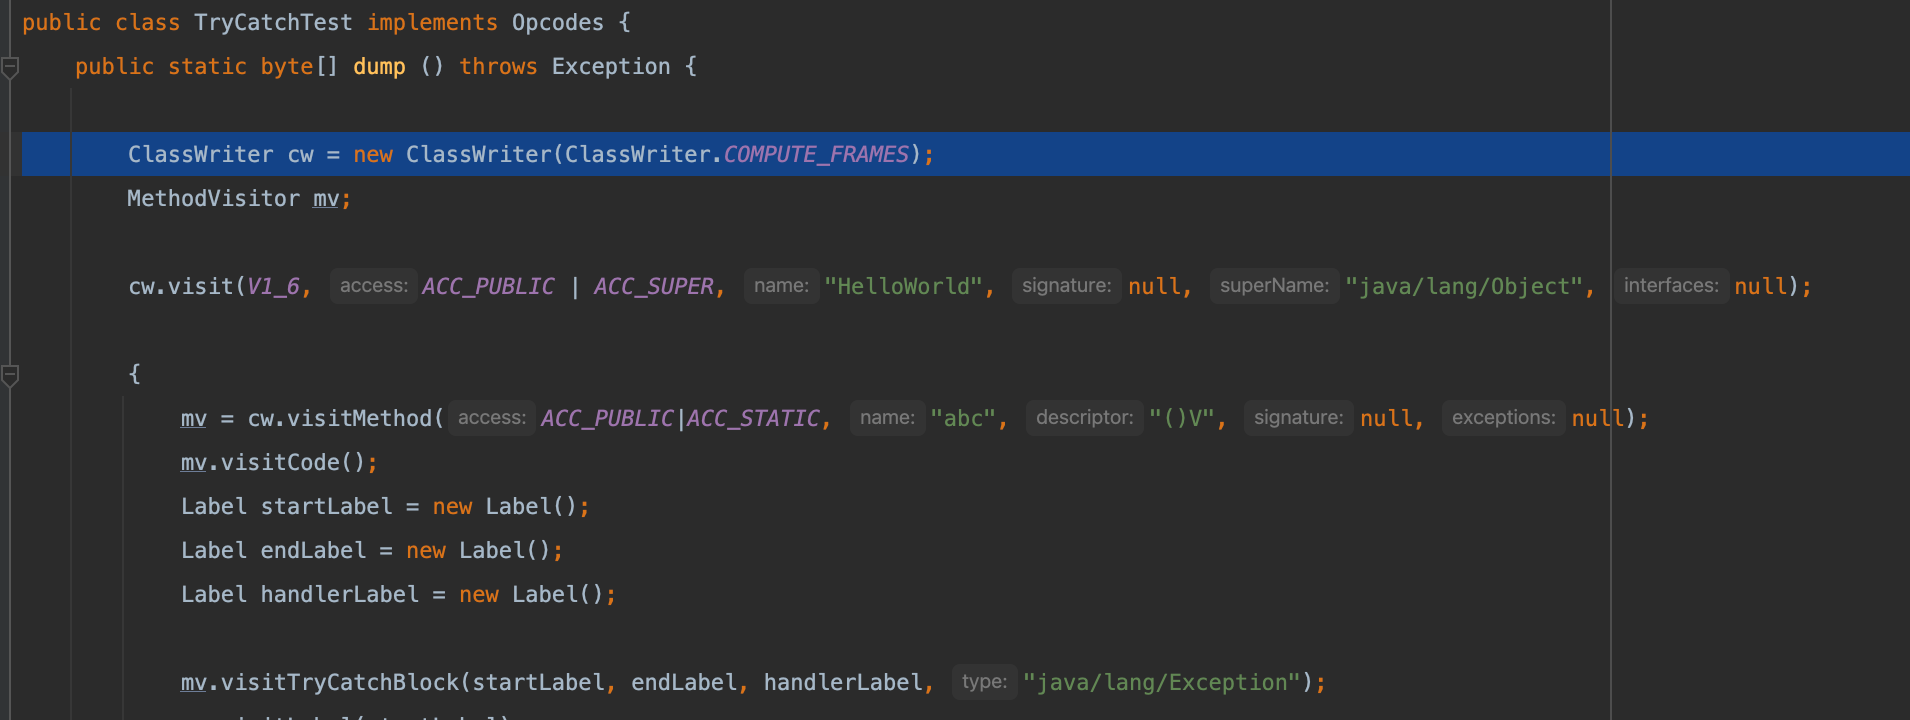 public class TryCatchTest implements Opcodes {
public static byte[] dump () throws Exception {
ClassWriter cw = new ClassWriter(ClassWriter.COMPUTE_FRAMES);
MethodVisitor mv;
cw.visit(V1_6, access: ACC_PUBLIC | ACC_SUPER, name: "HelloWorld", signature: null, superName: "java/lang/Object", interfaces: null);
{
mv = cw.visitMethod( access: ACC_PUBLIC|ACC_STATIC, name: "abc", descriptor: "()V", signature: null, exceptions: null);
mv.visitCode();
Label startLabel = new Label();
Label endLabel = new Label();
Label handlerLabel = new Label();
mv.visitTryCatchBlock(startLabel, endLabel, handlerLabel, type: "java/lang/Exception");